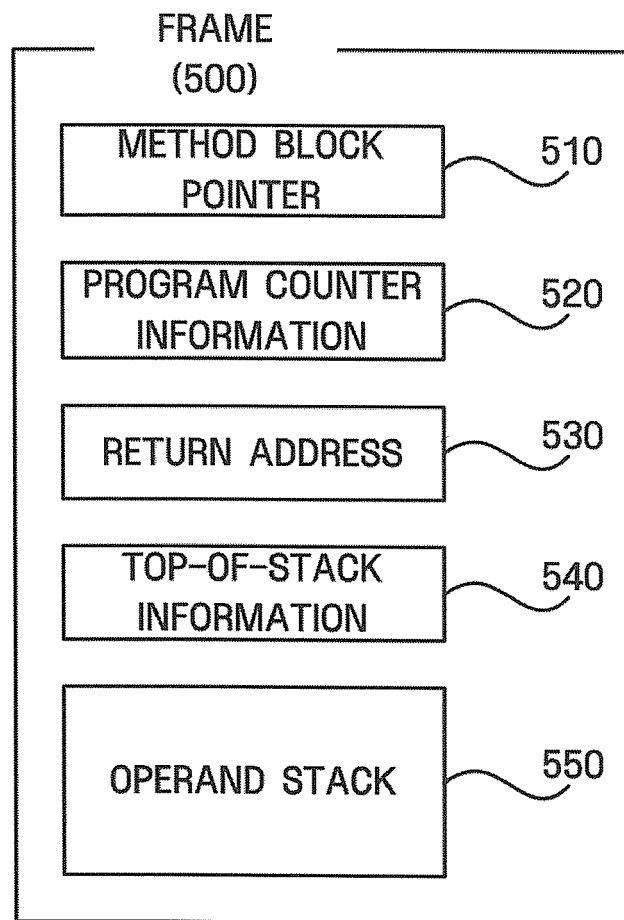 FRAME
(500)
METHOD BLOCK
POINTER
510
PROGRAM COUNTER
INFORMATION
520
RETURN ADDRESS
530
TOP-OF-STACK
INFORMATION
540
OPERAND STACK
550